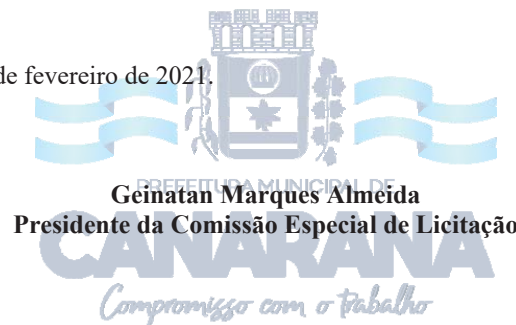 de fevereiro de 2021.
PREFEITURA MUNICIPAL DE
Geinatan Marques Almeida
Presidente da Comissão Especial de Licitação
CANARANA
Compromisso com o trabalho